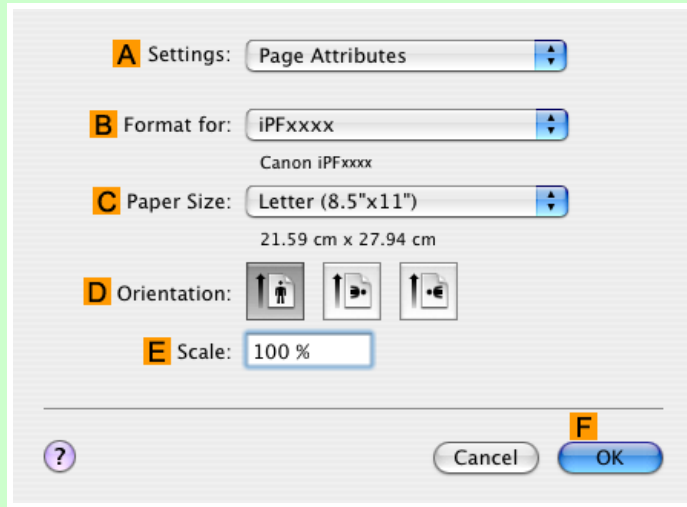 A Settings: Page Attributes
B Format for: iPFxxxx
Canon iPFxxxx
C Paper Size: Letter (8.5"x11")
21.59 cm x 27.94 cm
D Orientation:
E Scale: 100 %
F
? Cancel OK